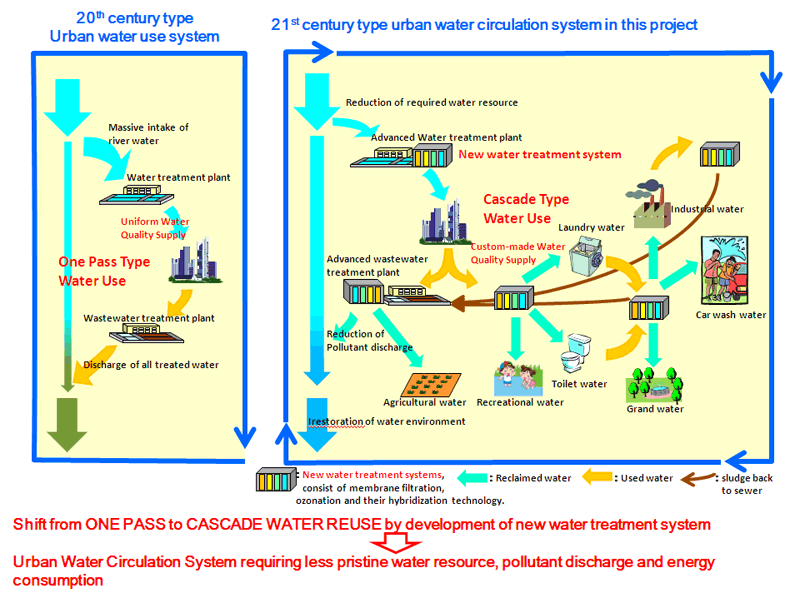 20th century type
Urban water use system
21st century type urban water circulation system in this project
Massive intake of
river water
Water treatment plant
Uniform Water
Quality Supply
One Pass Type
Water Use
Wastewater treatment plant
Discharge of all treated water
Reduction of required water resource
Advanced Water treatment plant
New water treatment system
Cascade Type
Water Use
Custom-made Water
Quality Supply
Laundry water
Industrial water
Advanced wastewater
treatment plant
Car wash water
Reduction of
Pollutant discharge
Toilet water
Agricultural water
Recreational water
Grand water
Irestoration of water environment
: New water treatment systems,
consist of membrane filtration,
ozonation and their hybridization technology.
: Reclaimed water
: Used water
: sludge back
to sewer
Shift from ONE PASS to CASCADE WATER REUSE by development of new water treatment system
Urban Water Circulation System requiring less pristine water resource, pollutant discharge and energy
consumption